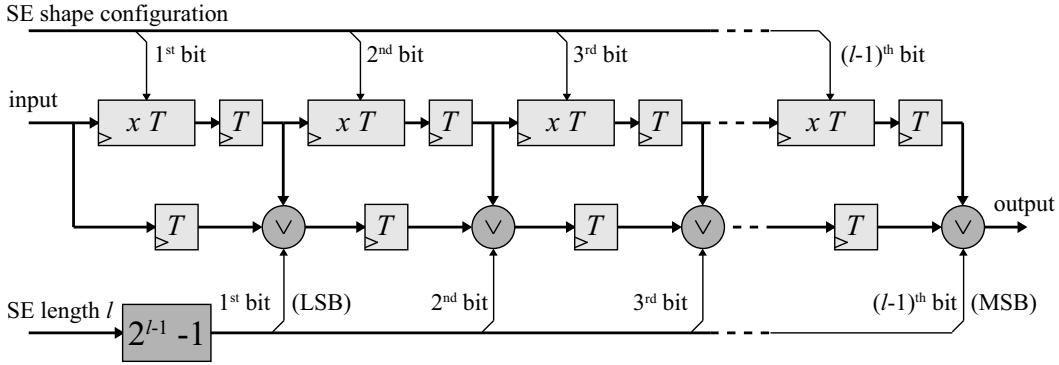 SE shape configuration
1st bit
2nd bit
3rd bit
(l-1)th bit
input
x T
T
x T
T
x T
T
x T
T
T
∨
T
∨
T
∨
T
∨
output
1st bit (LSB)
2nd bit
3rd bit
(l-1)th bit (MSB)
SE length l
2^{l-1} -1